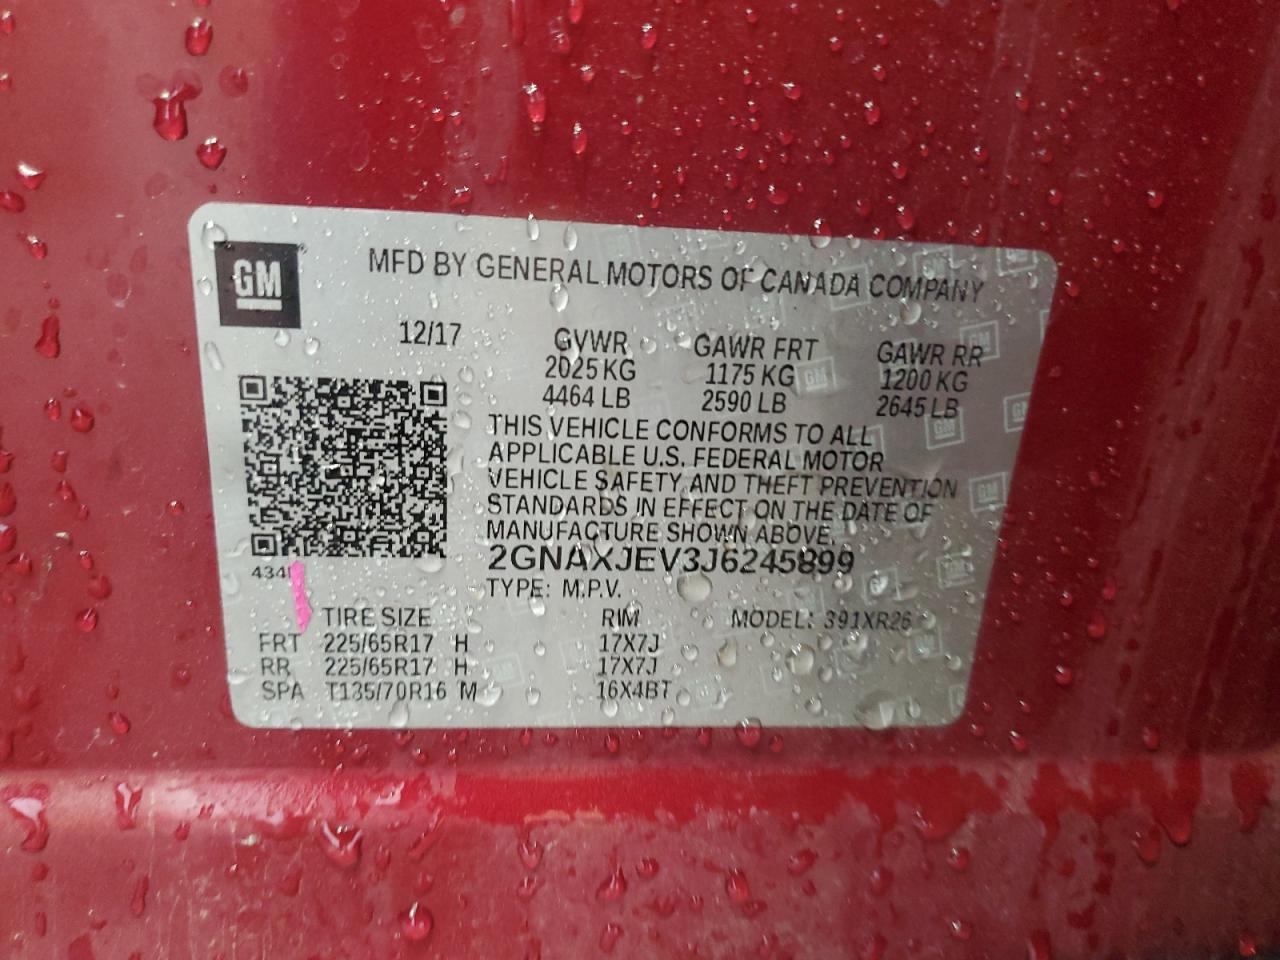 GM
MFD BY GENERAL MOTORS OF CANADA COMPANY
12/17
GVWR GAWR FRT GAWR RR
2025 KG 1175 KG 1200 KG
4464 LB 2590 LB 2645 LB
THIS VEHICLE CONFORMS TO ALL
APPLICABLE U.S. FEDERAL MOTOR
VEHICLE SAFETY AND THEFT PREVENTION
STANDARDS IN EFFECT ON THE DATE OF
MANUFACTURE SHOWN ABOVE.
2GNAXJEV3J6245899
TYPE: M.P.V.
TIRE SIZE RIM MODEL: 391XR26
FRT 225/65R17 H 17X7J
RR 225/65R17 H 17X7J
SPA T135/70R16 M 16X4BT